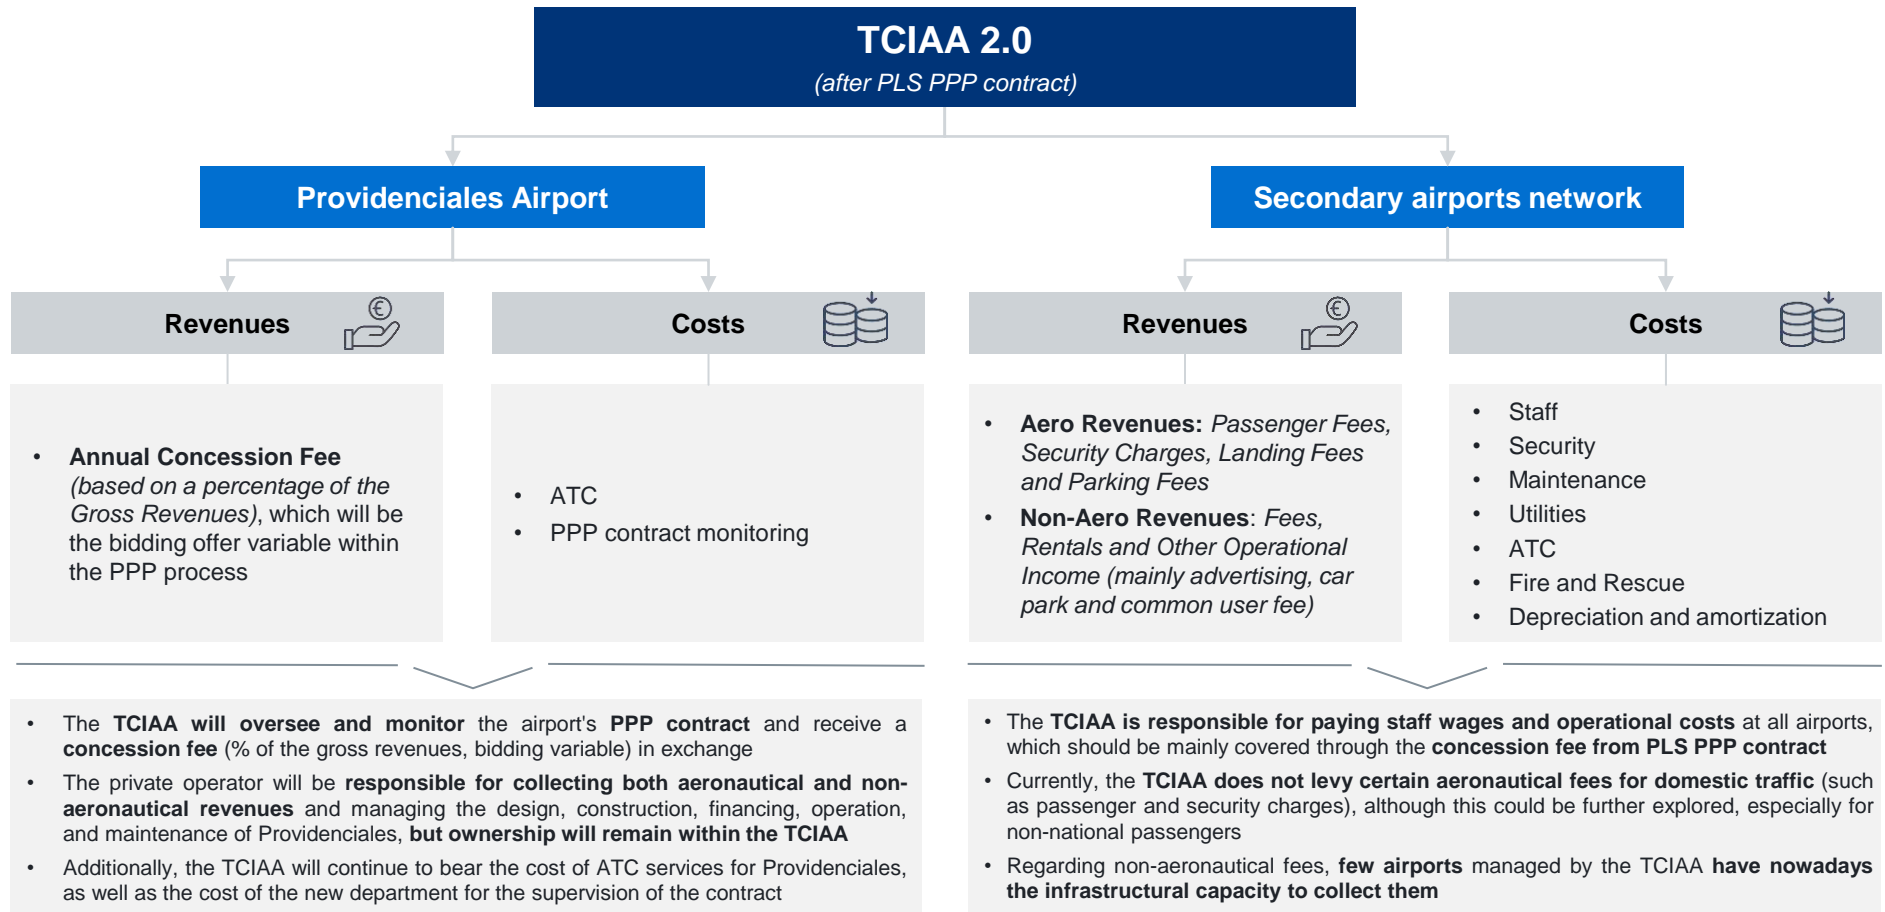 TCIAA 2.0
(after PLS PPP contract)
Providenciales Airport
Secondary airports network
Revenues
€
Costs
Revenues
€
Costs
• Annual Concession Fee
(based on a percentage of the
Gross Revenues), which will be
the bidding offer variable within
the PPP process
• ATC
• PPP contract monitoring
• Aero Revenues: Passenger Fees,
Security Charges, Landing Fees
and Parking Fees
• Non-Aero Revenues: Fees,
Rentals and Other Operational
Income (mainly advertising, car
park and common user fee)
• Staff
• Security
• Maintenance
• Utilities
• ATC
• Fire and Rescue
• Depreciation and amortization
• The TCIAA will oversee and monitor the airport's PPP contract and receive a
concession fee (% of the gross revenues, bidding variable) in exchange
• The private operator will be responsible for collecting both aeronautical and non-
aeronautical revenues and managing the design, construction, financing, operation,
and maintenance of Providenciales, but ownership will remain within the TCIAA
• Additionally, the TCIAA will continue to bear the cost of ATC services for Providenciales,
as well as the cost of the new department for the supervision of the contract
• The TCIAA is responsible for paying staff wages and operational costs at all airports,
which should be mainly covered through the concession fee from PLS PPP contract
• Currently, the TCIAA does not levy certain aeronautical fees for domestic traffic (such
as passenger and security charges), although this could be further explored, especially for
non-national passengers
• Regarding non-aeronautical fees, few airports managed by the TCIAA have nowadays
the infrastructural capacity to collect them